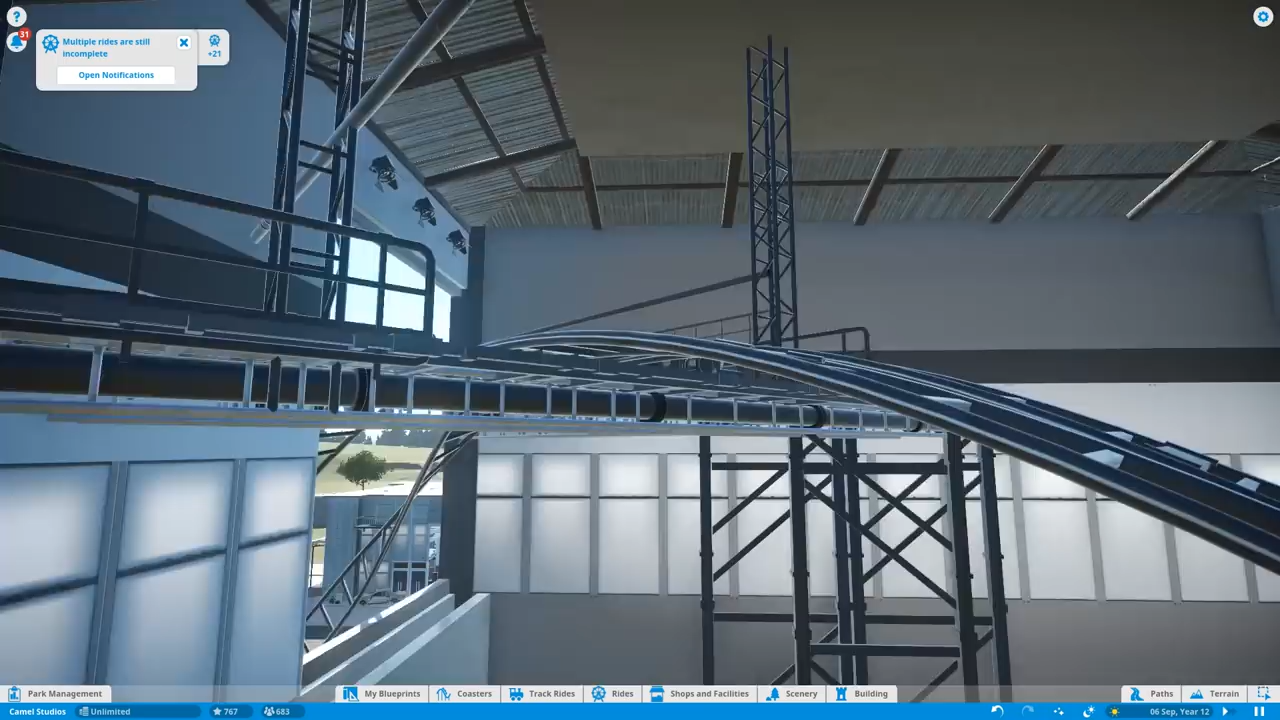 ?
31
Multiple rides are still
incomplete
+21
Open Notifications
Park Management
My Blueprints
Coasters
Track Rides
Rides
Shops and Facilities
Scenery
Building
Paths
Terrain
Camel Studios
Unlimited
767
683
06 Sep, Year 12